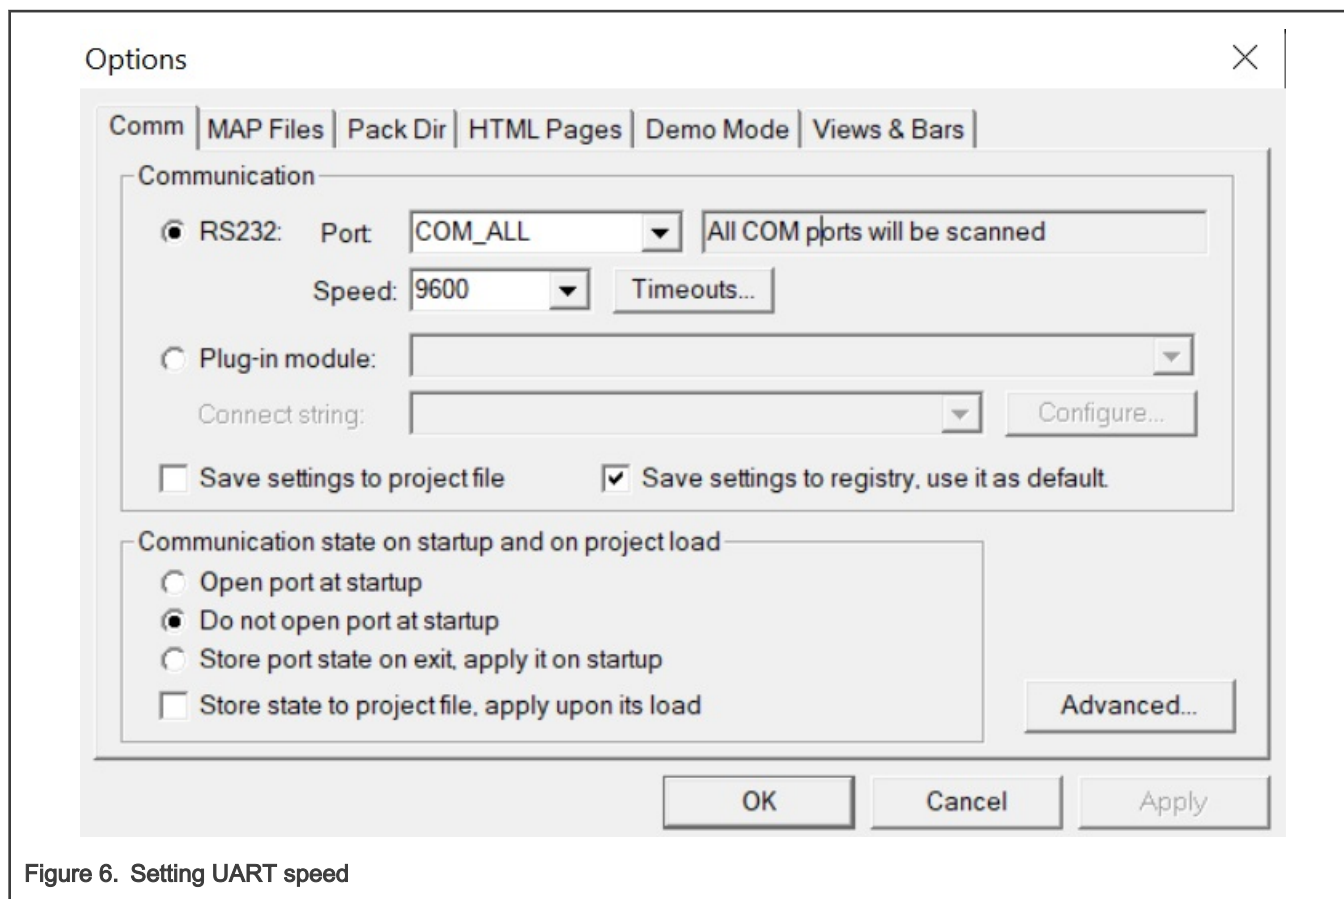 Options
Comm MAP Files Pack Dir HTML Pages Demo Mode Views & Bars
Communication
RS232: Port: COM_ALL All COM ports will be scanned
Speed: 9600 Timeouts...
Plug-in module:
Connect string: Configure...
Save settings to project file Save settings to registry, use it as default.
Communication state on startup and on project load
Open port at startup
Do not open port at startup
Store port state on exit, apply it on startup
Store state to project file, apply upon its load Advanced...
OK Cancel Apply
Figure 6. Setting UART speed